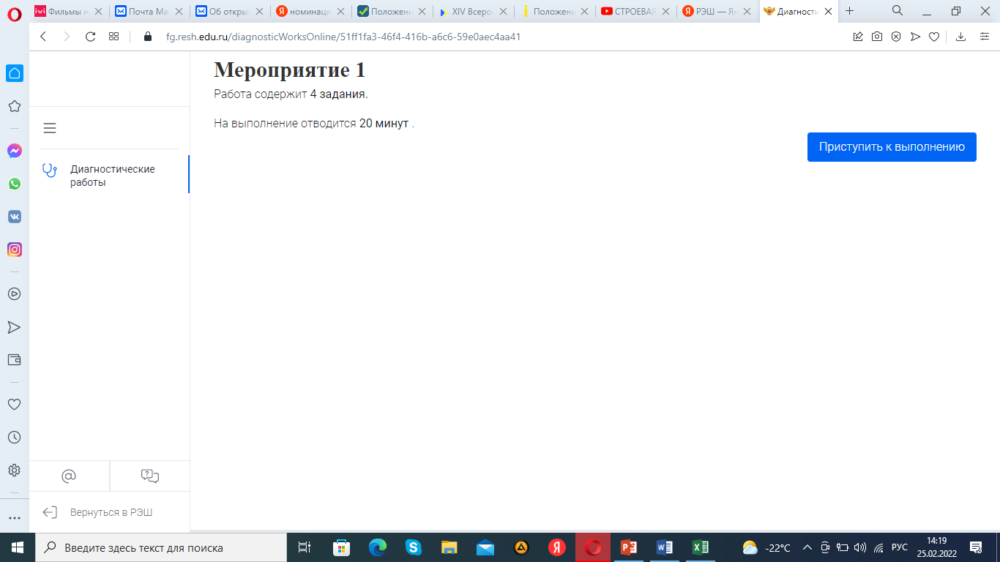 Фильмы н
Почта Ма
Об откры
номинаци
Положени
XIV Всеро
Положени
СТРОЕВАЯ
РЭШ — Ян
Диагности
fg.resh.edu.ru/diagnosticWorksOnline/51ff1fa3-46f4-416b-a6c6-59e0aec4aa41
Мероприятие 1
Работа содержит 4 задания.
На выполнение отводится 20 минут .
Приступить к выполнению
Диагностические
работы
Вернуться в РЭШ
Введите здесь текст для поиска
-22°C
РУС
14:19
25.02.2022